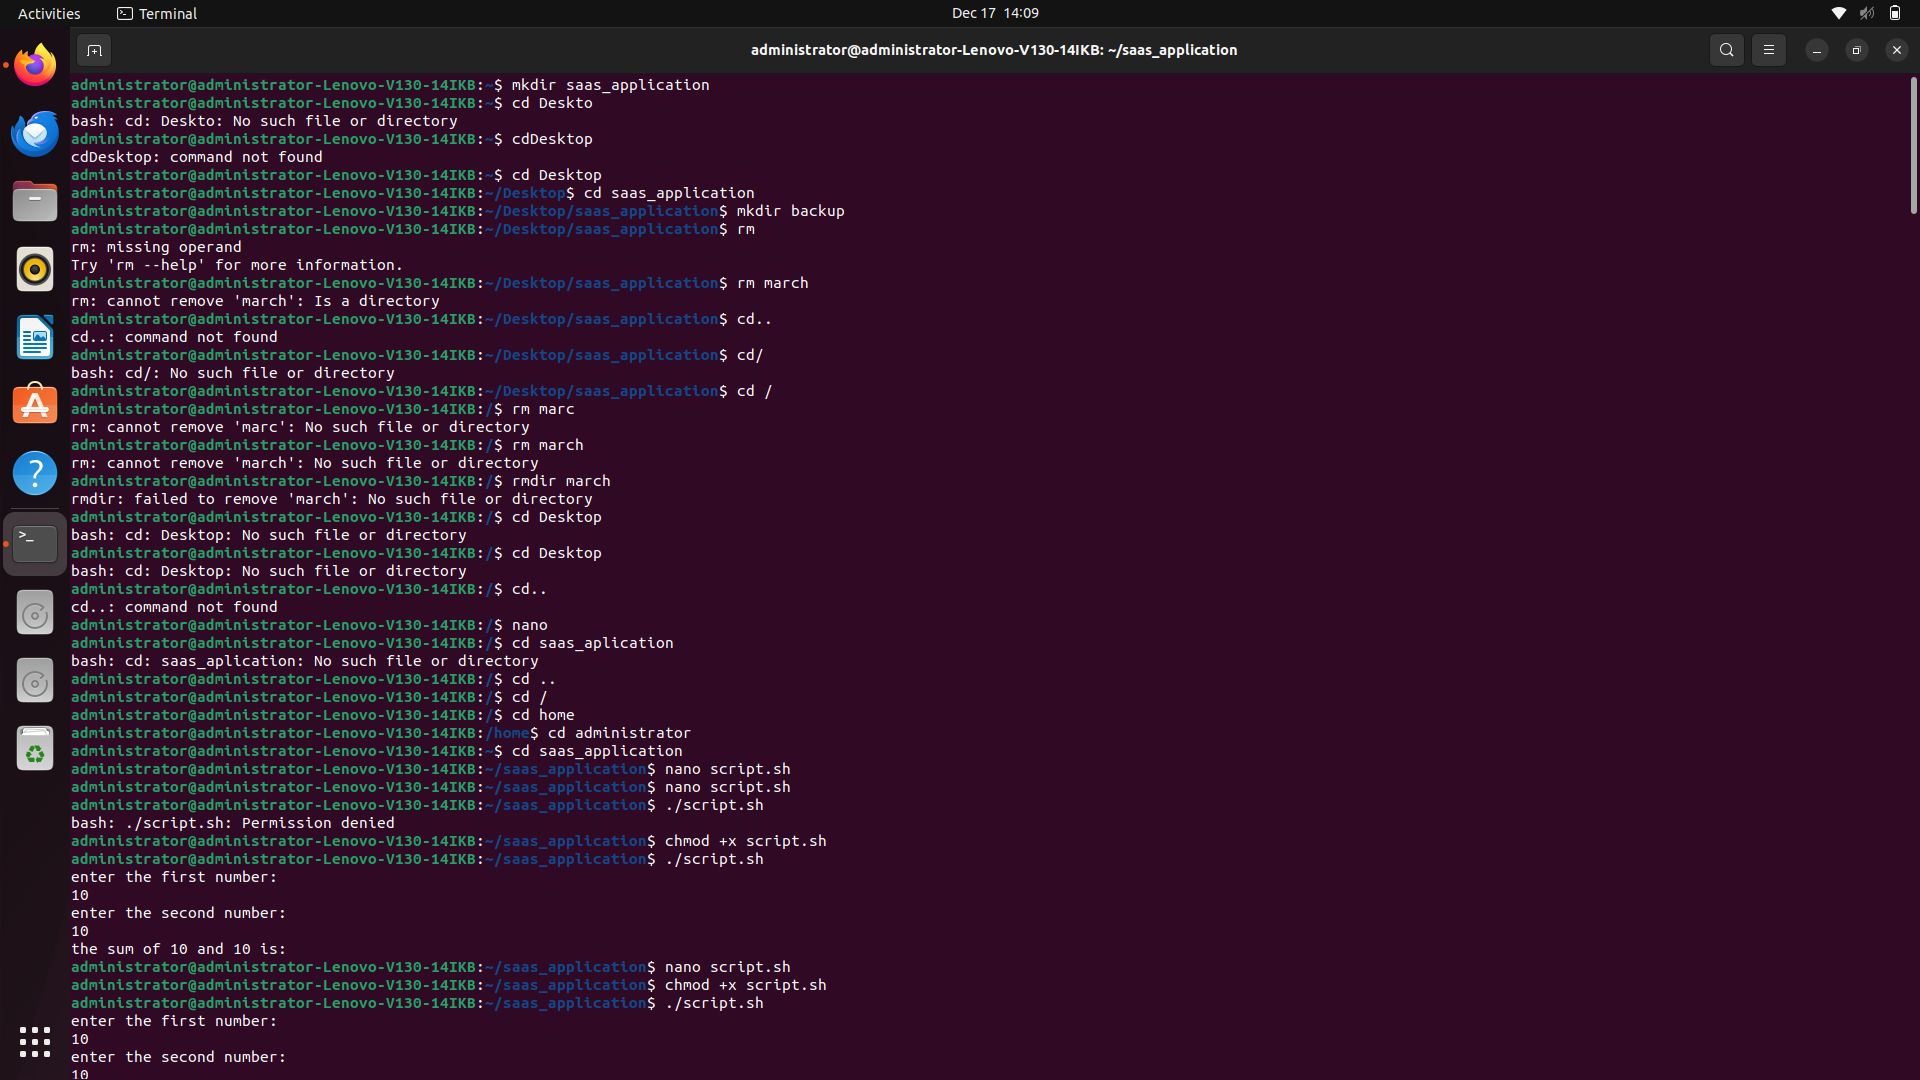 Activities
Terminal
Dec 17 14:09
administrator@administrator-Lenovo-V130-14IKB: ~/saas_application
administrator@administrator-Lenovo-V130-14IKB:~$ mkdir saas_application
administrator@administrator-Lenovo-V130-14IKB:~$ cd Deskto
bash: cd: Deskto: No such file or directory
administrator@administrator-Lenovo-V130-14IKB:~$ cdDesktop
cdDesktop: command not found
administrator@administrator-Lenovo-V130-14IKB:~$ cd Desktop
administrator@administrator-Lenovo-V130-14IKB:~/Desktop$ cd saas_application
administrator@administrator-Lenovo-V130-14IKB:~/Desktop/saas_application$ mkdir backup
administrator@administrator-Lenovo-V130-14IKB:~/Desktop/saas_application$ rm
rm: missing operand
Try 'rm --help' for more information.
administrator@administrator-Lenovo-V130-14IKB:~/Desktop/saas_application$ rm march
rm: cannot remove 'march': Is a directory
administrator@administrator-Lenovo-V130-14IKB:~/Desktop/saas_application$ cd..
cd..: command not found
administrator@administrator-Lenovo-V130-14IKB:~/Desktop/saas_application$ cd/
bash: cd/: No such file or directory
administrator@administrator-Lenovo-V130-14IKB:~/Desktop/saas_application$ cd /
administrator@administrator-Lenovo-V130-14IKB:/$ rm marc
rm: cannot remove 'marc': No such file or directory
administrator@administrator-Lenovo-V130-14IKB:/$ rm march
rm: cannot remove 'march': No such file or directory
administrator@administrator-Lenovo-V130-14IKB:/$ rmdir march
rmdir: failed to remove 'march': No such file or directory
administrator@administrator-Lenovo-V130-14IKB:/$ cd Desktop
bash: cd: Desktop: No such file or directory
administrator@administrator-Lenovo-V130-14IKB:/$ cd Desktop
bash: cd: Desktop: No such file or directory
administrator@administrator-Lenovo-V130-14IKB:/$ cd..
cd..: command not found
administrator@administrator-Lenovo-V130-14IKB:/$ nano
administrator@administrator-Lenovo-V130-14IKB:/$ cd saas_aplication
bash: cd: saas_aplication: No such file or directory
administrator@administrator-Lenovo-V130-14IKB:/$ cd ..
administrator@administrator-Lenovo-V130-14IKB:/$ cd /
administrator@administrator-Lenovo-V130-14IKB:/$ cd home
administrator@administrator-Lenovo-V130-14IKB:/home$ cd administrator
administrator@administrator-Lenovo-V130-14IKB:~$ cd saas_application
administrator@administrator-Lenovo-V130-14IKB:~/saas_application$ nano script.sh
administrator@administrator-Lenovo-V130-14IKB:~/saas_application$ nano script.sh
administrator@administrator-Lenovo-V130-14IKB:~/saas_application$ ./script.sh
bash: ./script.sh: Permission denied
administrator@administrator-Lenovo-V130-14IKB:~/saas_application$ chmod +x script.sh
administrator@administrator-Lenovo-V130-14IKB:~/saas_application$ ./script.sh
enter the first number:
10
enter the second number:
10
the sum of 10 and 10 is:
administrator@administrator-Lenovo-V130-14IKB:~/saas_application$ nano script.sh
administrator@administrator-Lenovo-V130-14IKB:~/saas_application$ chmod +x script.sh
administrator@administrator-Lenovo-V130-14IKB:~/saas_application$ ./script.sh
enter the first number:
10
enter the second number:
10